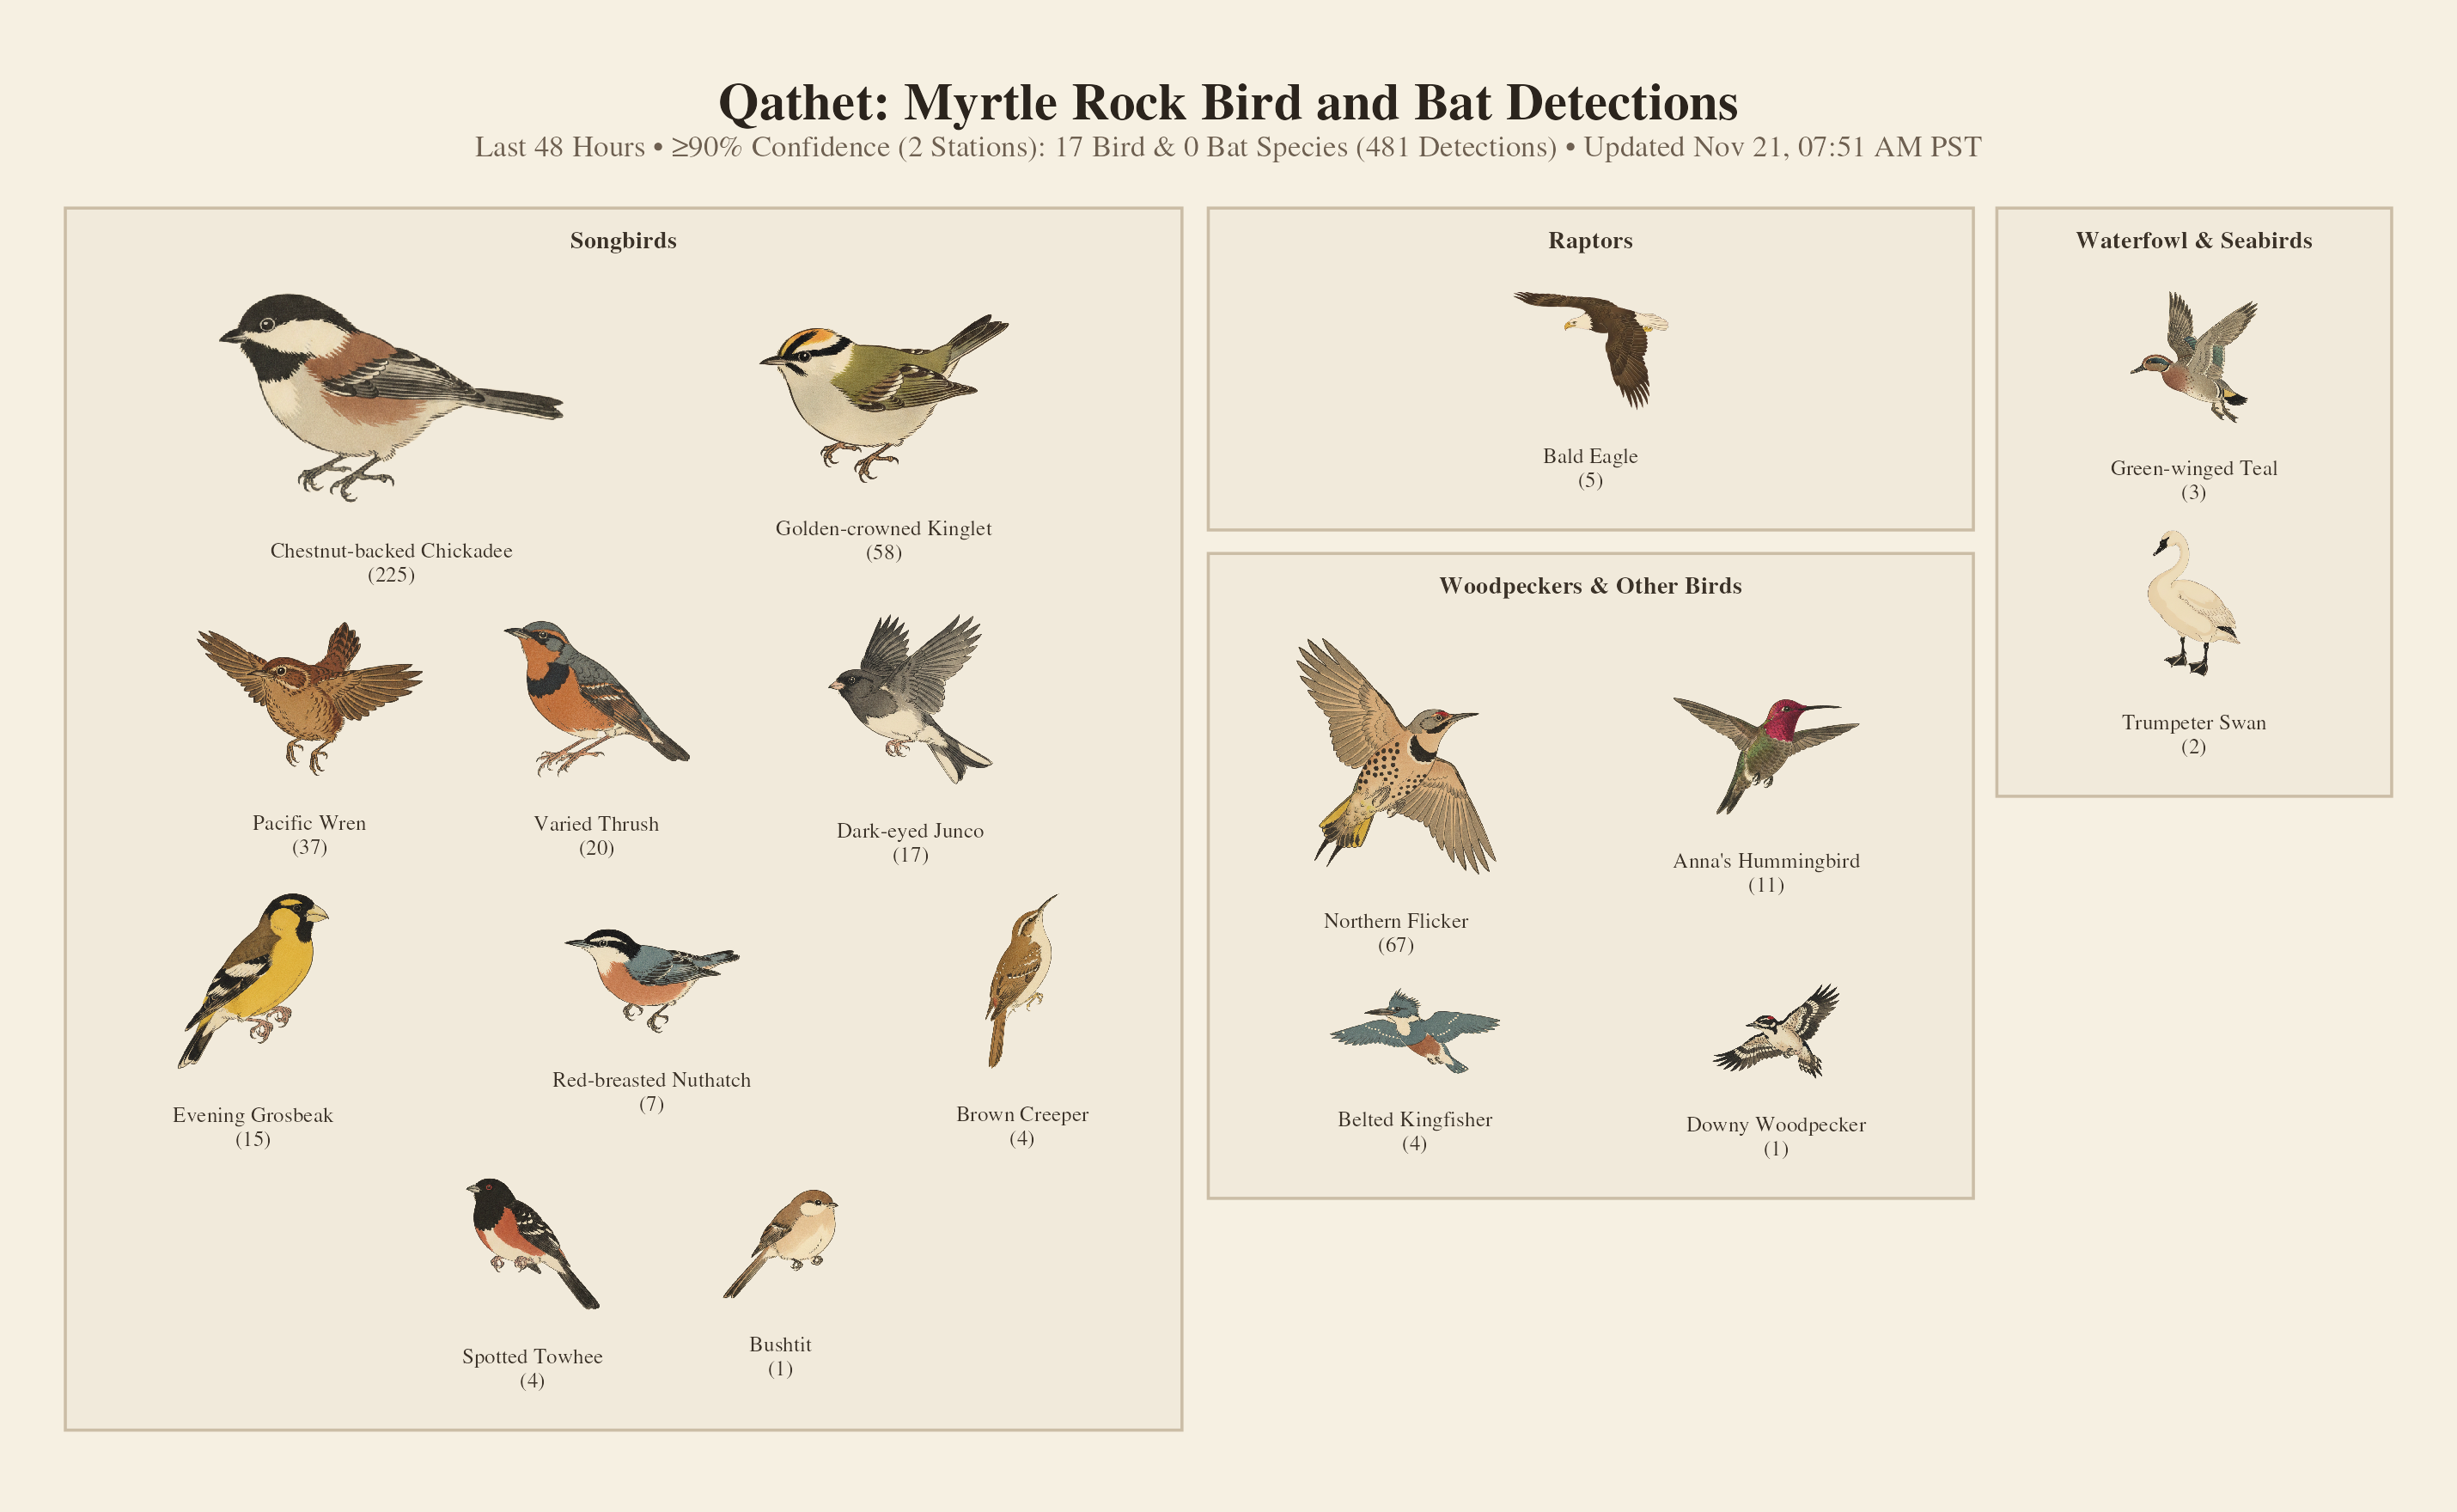 Qathet: Myrtle Rock Bird and Bat Detections
Last 48 Hours • ≥90% Confidence (2 Stations): 17 Bird & 0 Bat Species (481 Detections) • Updated Nov 21, 07:51 AM PST
Songbirds
Chestnut-backed Chickadee
(225)
Golden-crowned Kinglet
(58)
Pacific Wren
(37)
Varied Thrush
(20)
Dark-eyed Junco
(17)
Evening Grosbeak
(15)
Red-breasted Nuthatch
(7)
Brown Creeper
(4)
Spotted Towhee
(4)
Bushtit
(1)
Raptors
Bald Eagle
(5)
Woodpeckers & Other Birds
Northern Flicker
(67)
Anna's Hummingbird
(11)
Belted Kingfisher
(4)
Downy Woodpecker
(1)
Waterfowl & Seabirds
Green-winged Teal
(3)
Trumpeter Swan
(2)